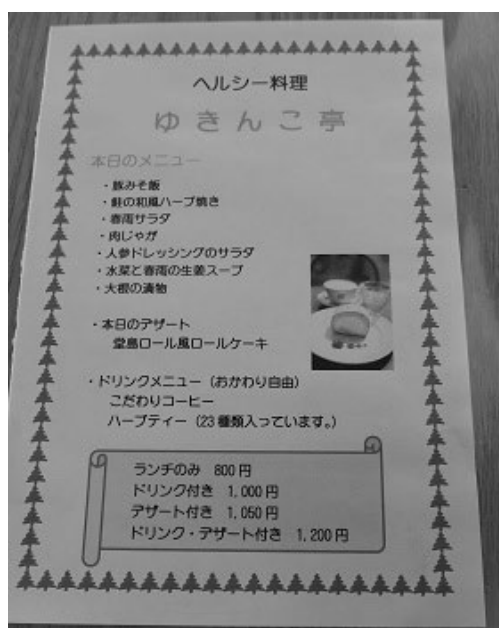 ヘルシー料理
ゆきんこ亭
本日のメニュー
・豚みそ飯
・鮭の和風ハーブ焼き
・春雨サラダ
・肉じゃが
・人参ドレッシングのサラダ
・水菜と春雨の生姜スープ
・大根の漬物
・本日のデザート
堂島ロール風ロールケーキ
・ドリンクメニュー（おかわり自由）
こだわりコーヒー
ハーブティー（23種類入っています。）
ランチのみ　800円
ドリンク付き　1,000円
デザート付き　1,050円
ドリンク・デザート付き　1,200円